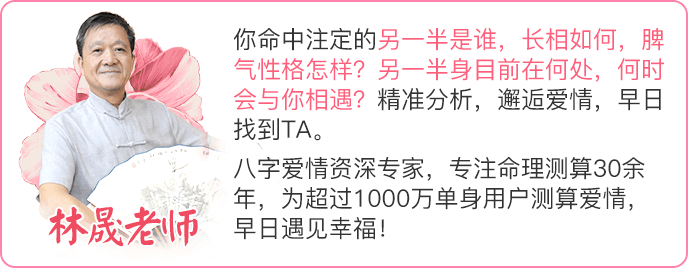 你命中注定的另一半是谁，长相如何，脾
气性格怎样？另一半身目前在何处，何时
会与你相遇？精准分析，邂逅爱情，早日
找到TA。
八字爱情资深专家，专注命理测算30余
年，为超过1000万单身用户测算爱情，
早日遇见幸福！
林晟老师